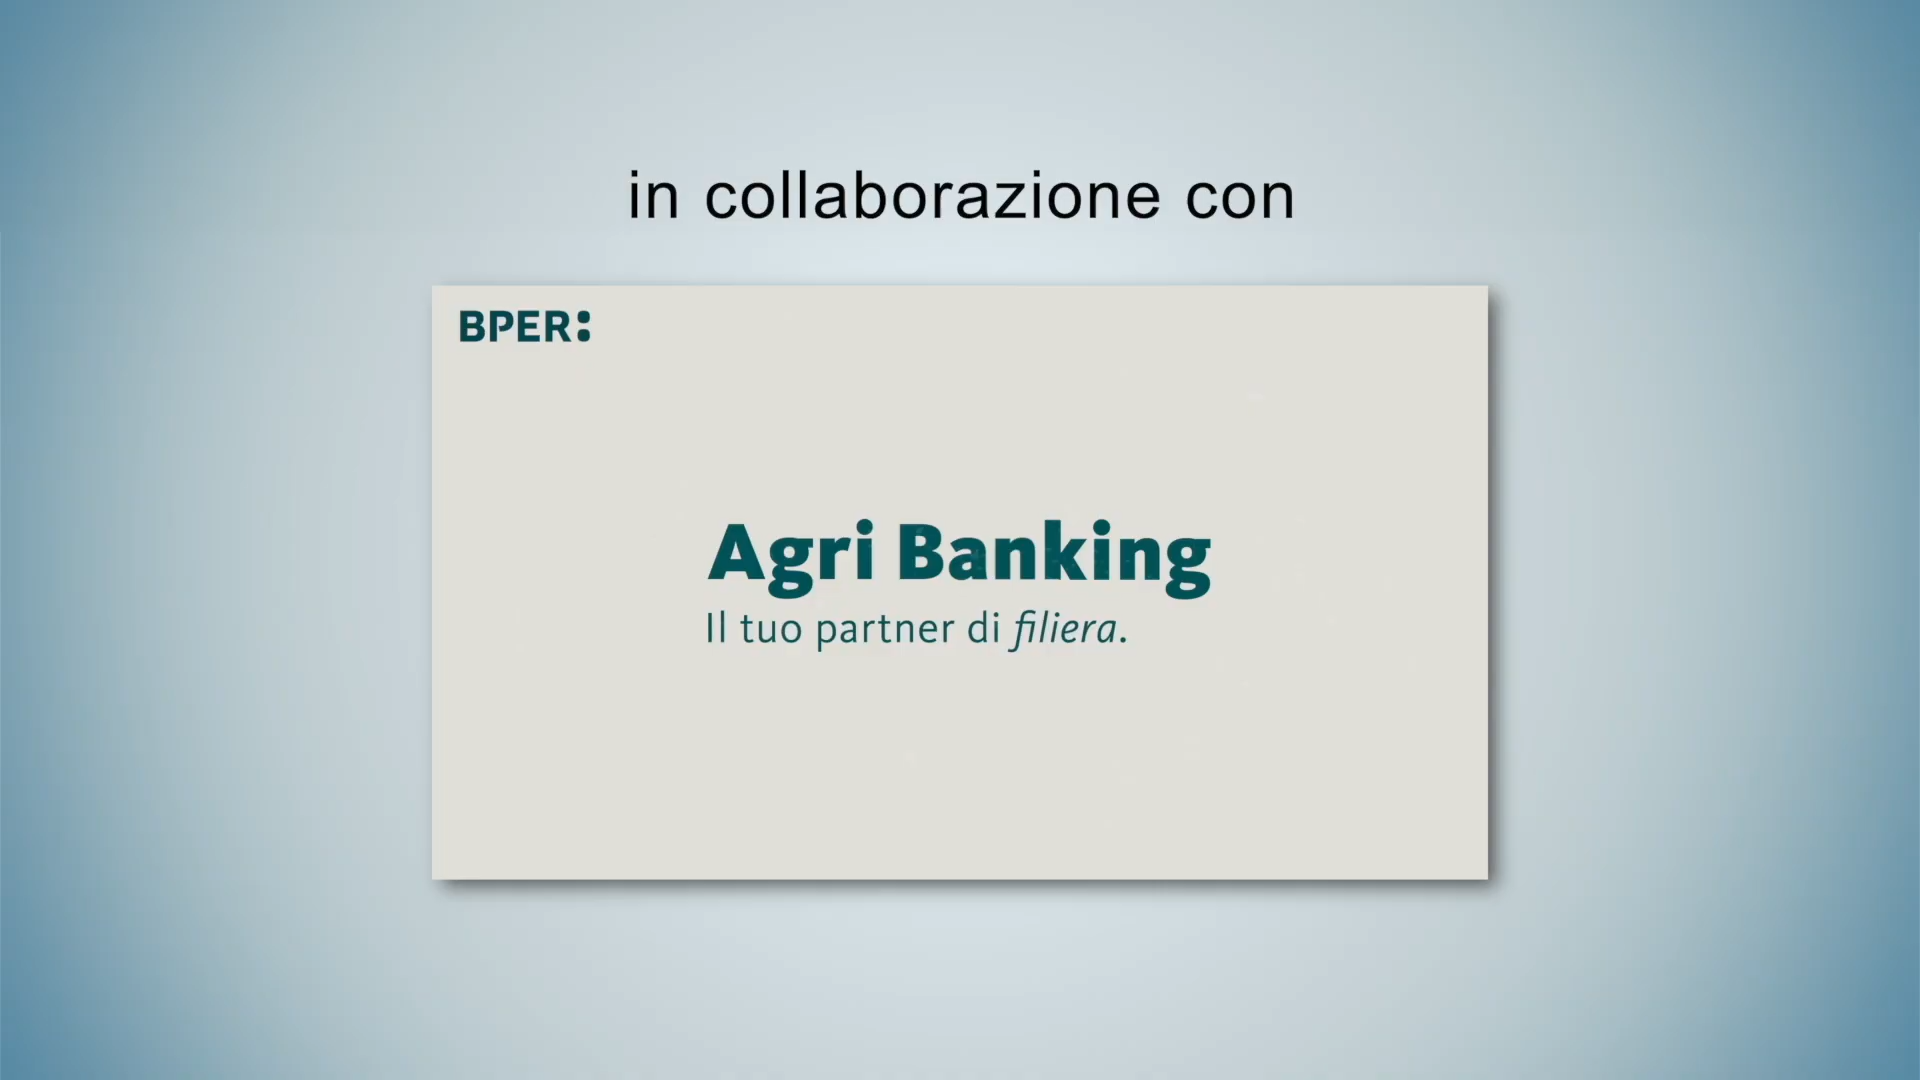 in collaborazione con
BPER:
Agri Banking
Il tuo partner di filiera.